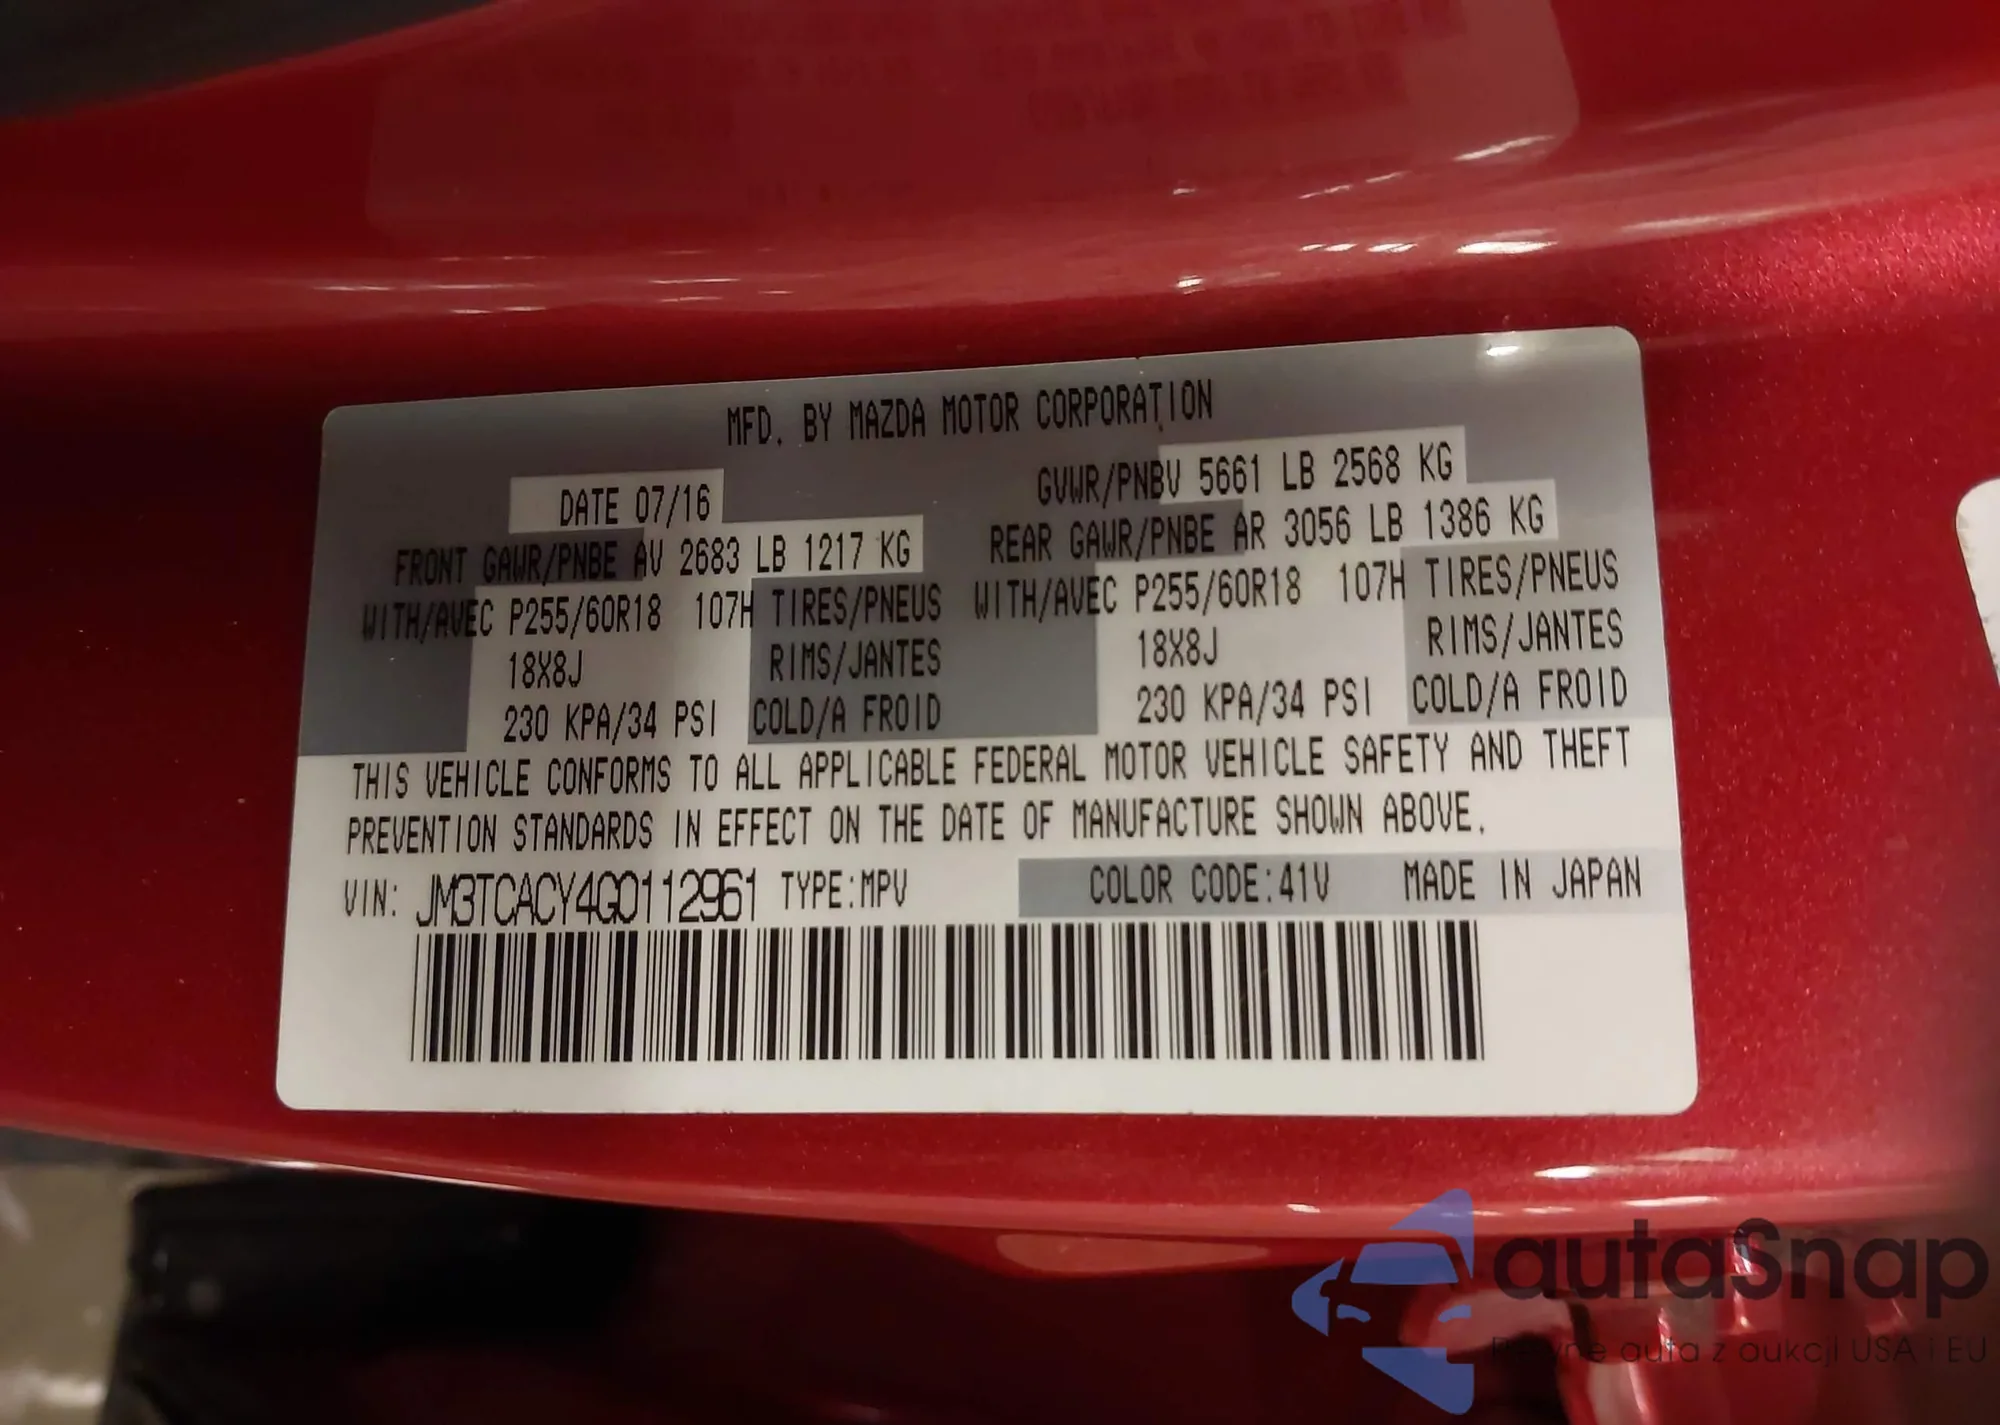 MFD. BY MAZDA MOTOR CORPORATION
DATE 07/16 GVWR/PNBV 5661 LB 2568 KG
FRONT GAWR/PNBE AV 2683 LB 1217 KG REAR GAWR/PNBE AR 3056 LB 1386 KG
WITH/AVEC P255/60R18 107H TIRES/PNEUS WITH/AVEC P255/60R18 107H TIRES/PNEUS
18X8J RIMS/JANTES 18X8J RIMS/JANTES
230 KPA/34 PSI COLD/A FROID 230 KPA/34 PSI COLD/A FROID
THIS VEHICLE CONFORMS TO ALL APPLICABLE FEDERAL MOTOR VEHICLE SAFETY AND THEFT
PREVENTION STANDARDS IN EFFECT ON THE DATE OF MANUFACTURE SHOWN ABOVE.
VIN: JM3TCACY4G0112961 TYPE:MPV COLOR CODE:41V MADE IN JAPAN
autaSnap
Pewne auta z aukcji USA i EU